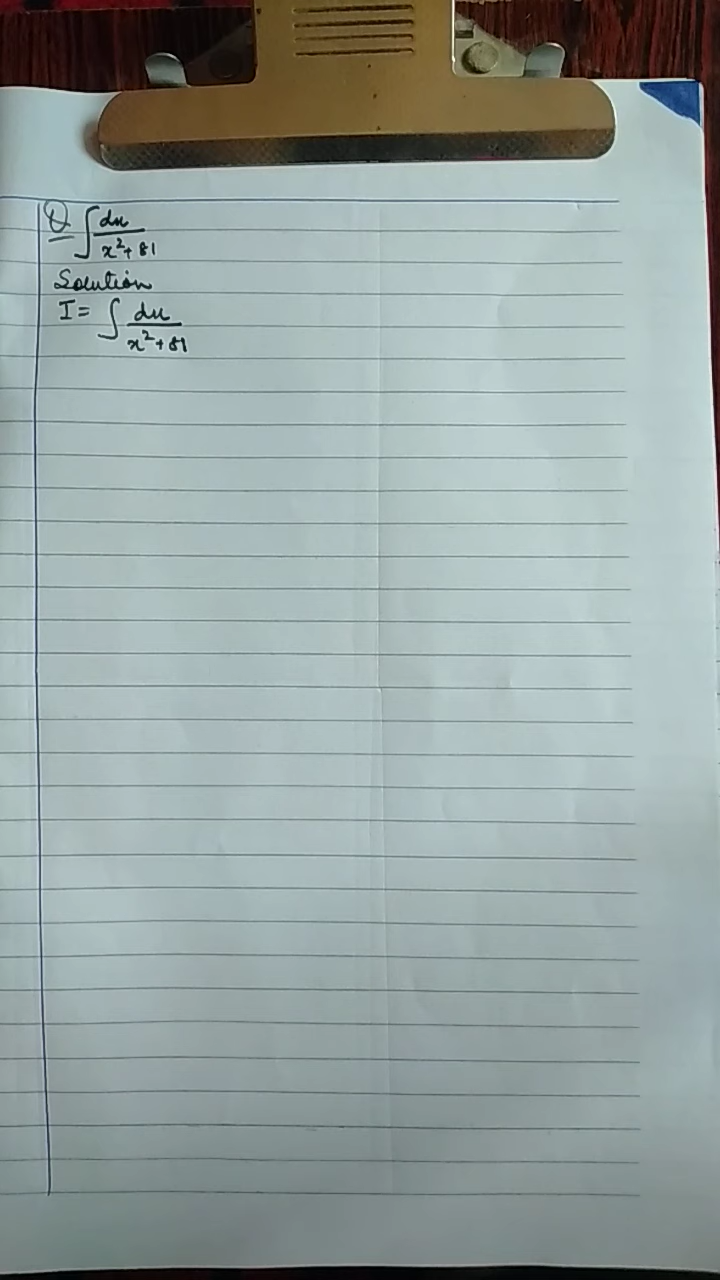 Q ∫ dx / x² + 81
Solution
I = ∫ dx / x² + 81